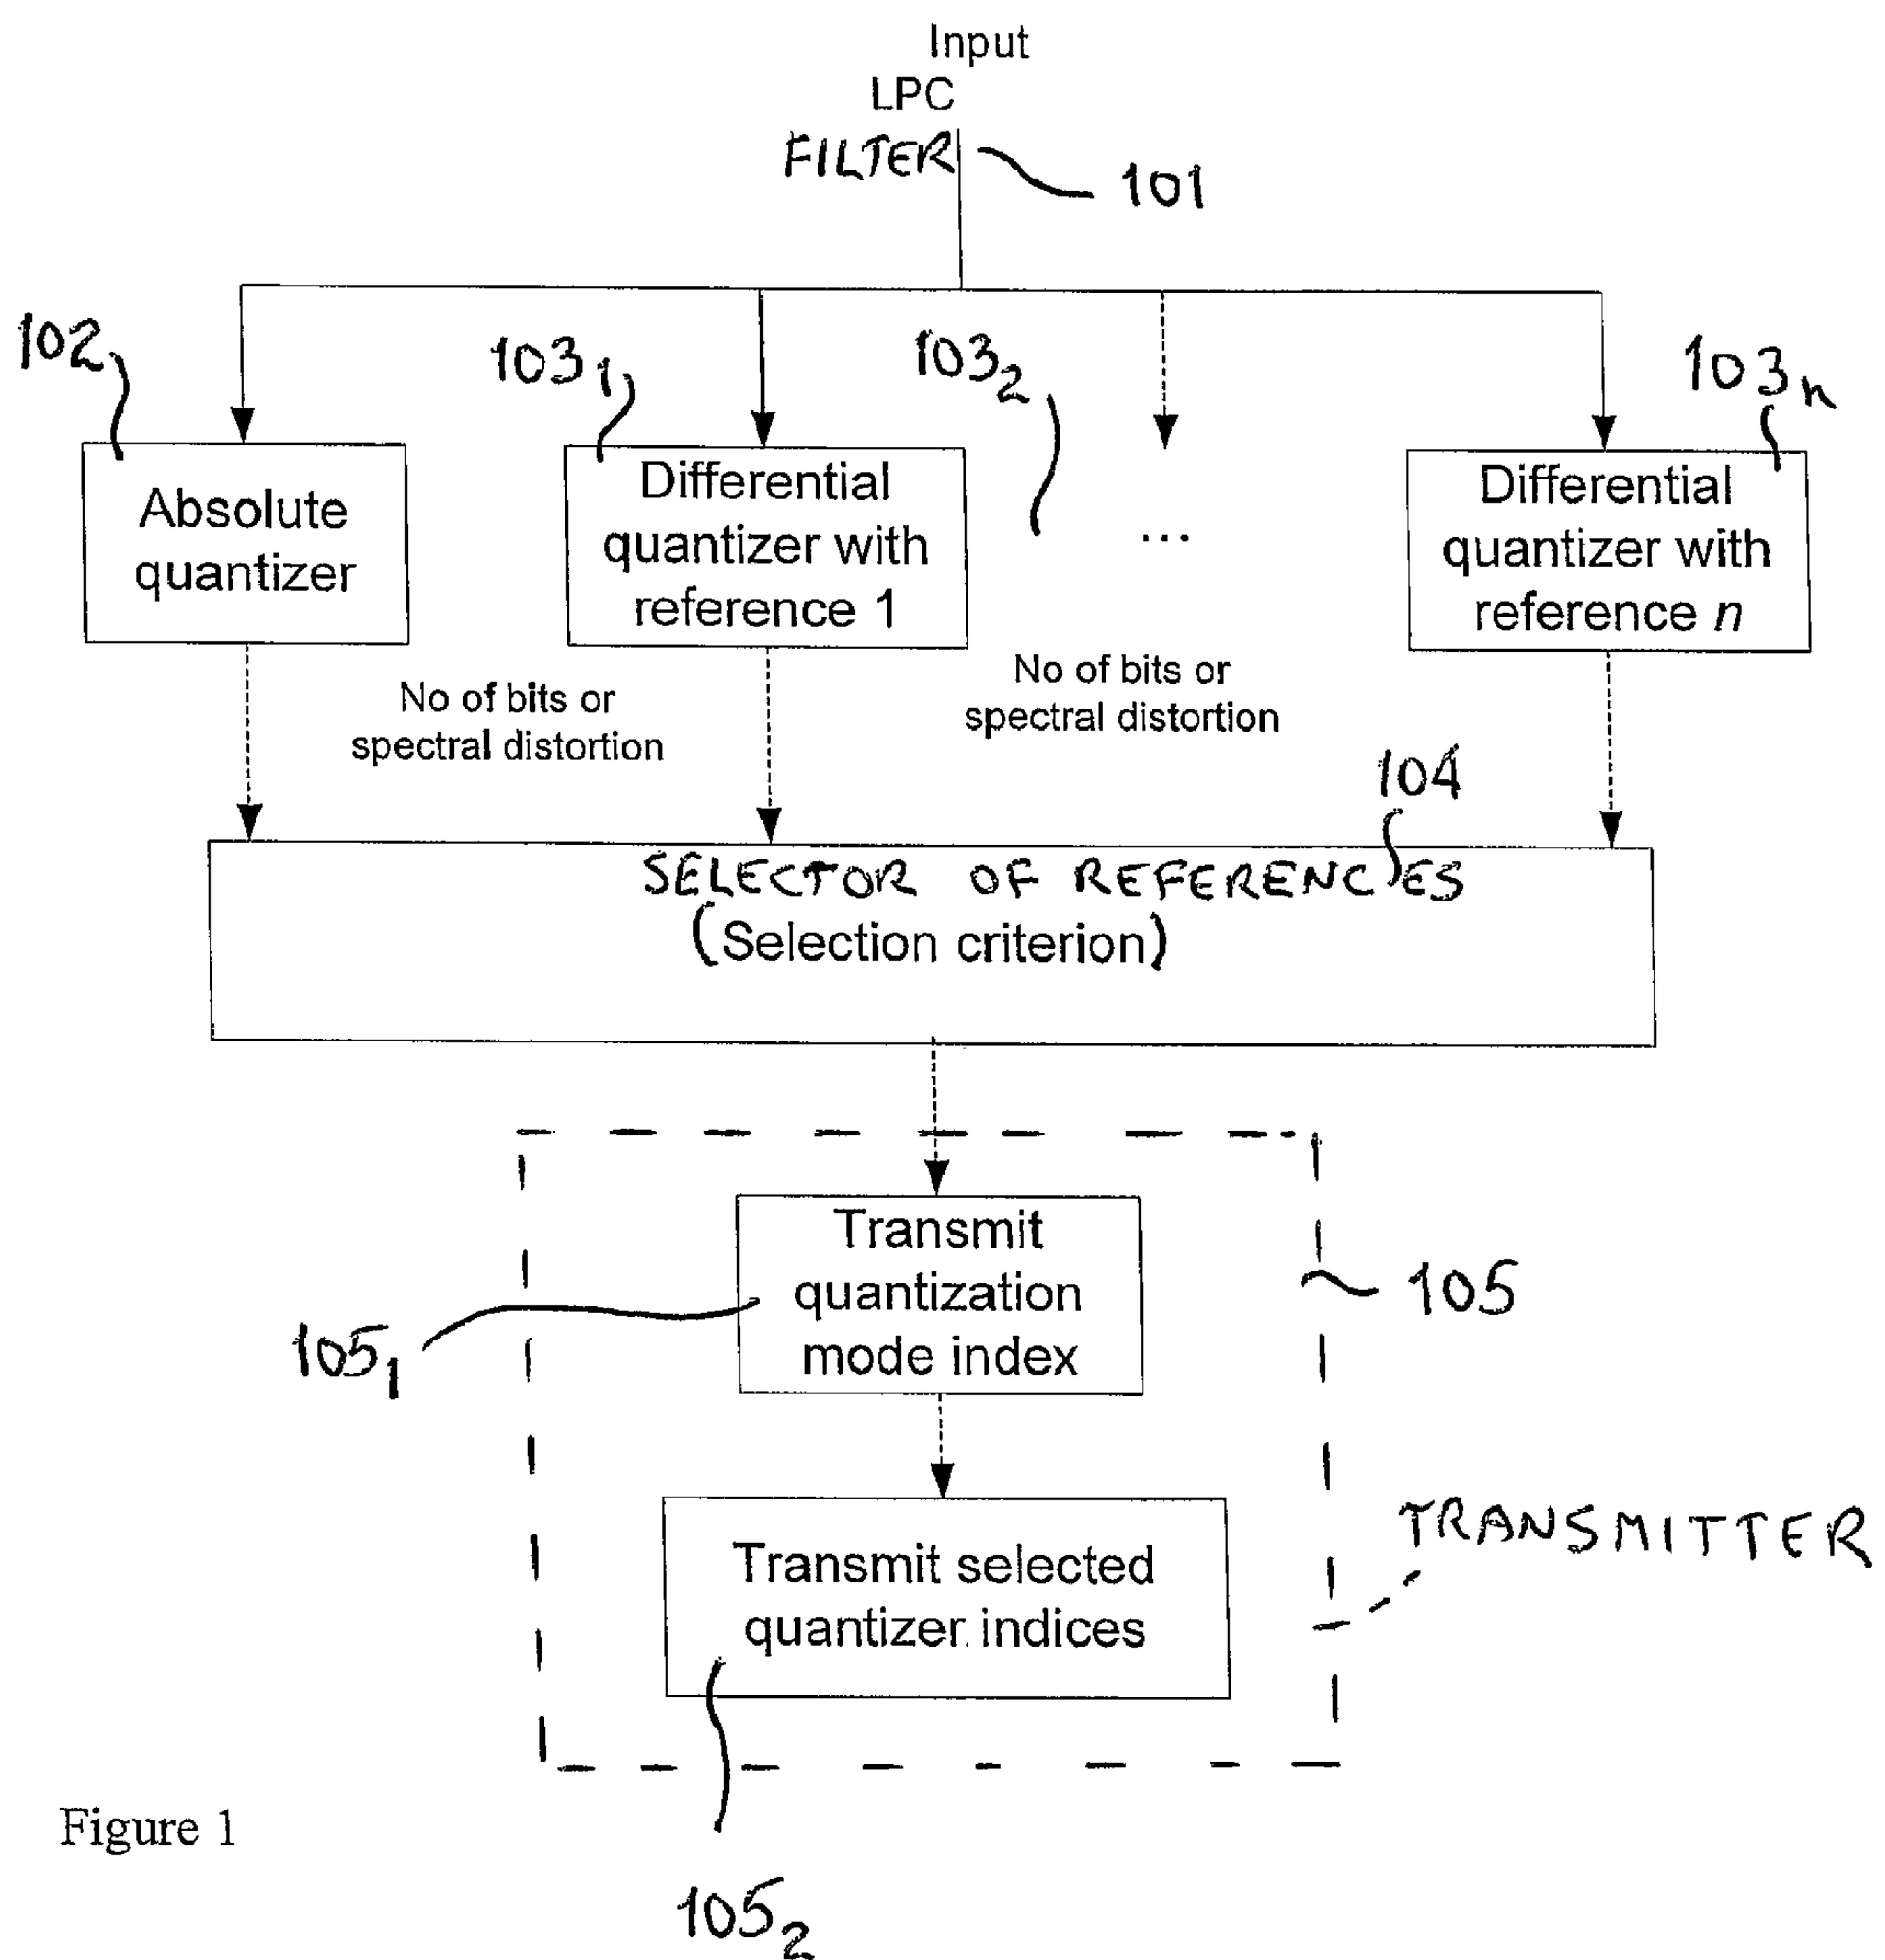 Input
LPC
FILTER
101
102
103₁
103₂
103ₙ
Absolute
quantizer
Differential
quantizer with
reference 1
...
Differential
quantizer with
reference n
No of bits or
spectral distortion
No of bits or
spectral distortion
104
SELECTOR OF REFERENCES
(Selection criterion)
Transmit
quantization
mode index
105
105₁
Transmit selected
quantizer indices
TRANSMITTER
Figure 1
105₂